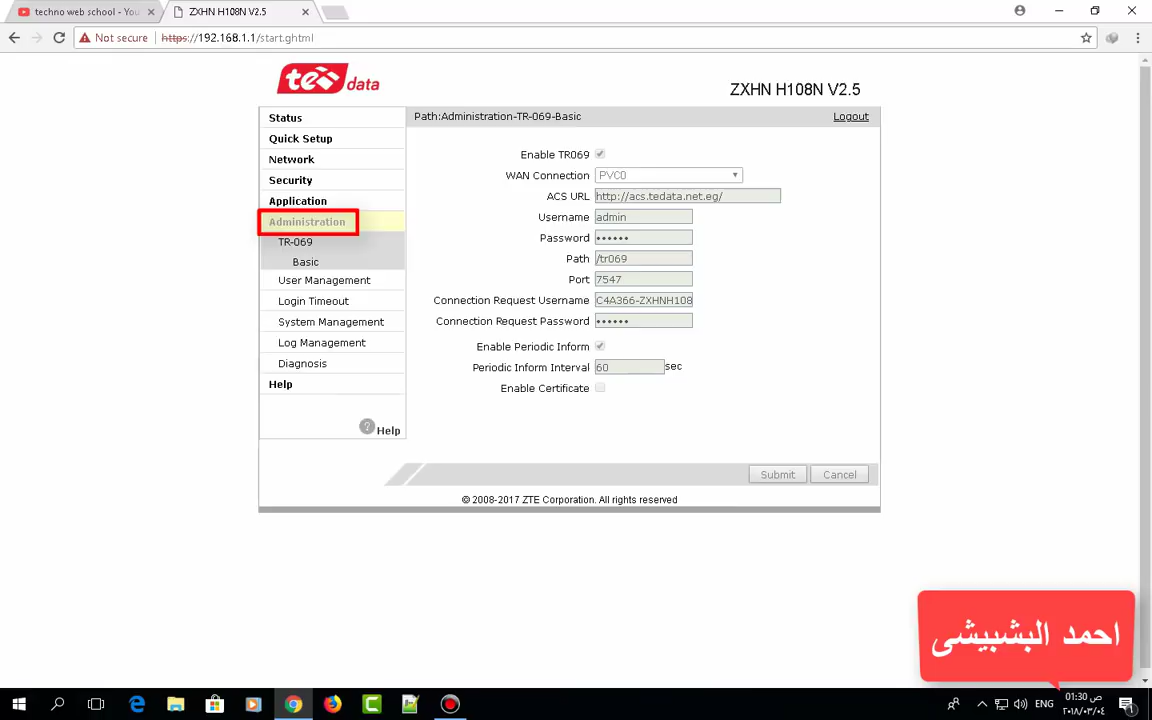 techno web school - You
ZXHN H108N V2.5
Not secure
https://192.168.1.1/start.ghtml
tedata
ZXHN H108N V2.5
Status
Quick Setup
Network
Security
Application
Administration
TR-069
Basic
User Management
Login Timeout
System Management
Log Management
Diagnosis
Help
? Help
Path:Administration-TR-069-Basic
Logout
Enable TR069
WAN Connection PVC0
ACS URL http://acs.tedata.net.eg/
Username admin
Password ••••••
Path /tr069
Port 7547
Connection Request Username C4A366-ZXHNH108
Connection Request Password ••••••
Enable Periodic Inform
Periodic Inform Interval 60 sec
Enable Certificate
Submit Cancel
© 2008-2017 ZTE Corporation. All rights reserved
احمد البشبيشى
ENG
01:30 ص
٢٠١٨/٠٣/٠٤
1